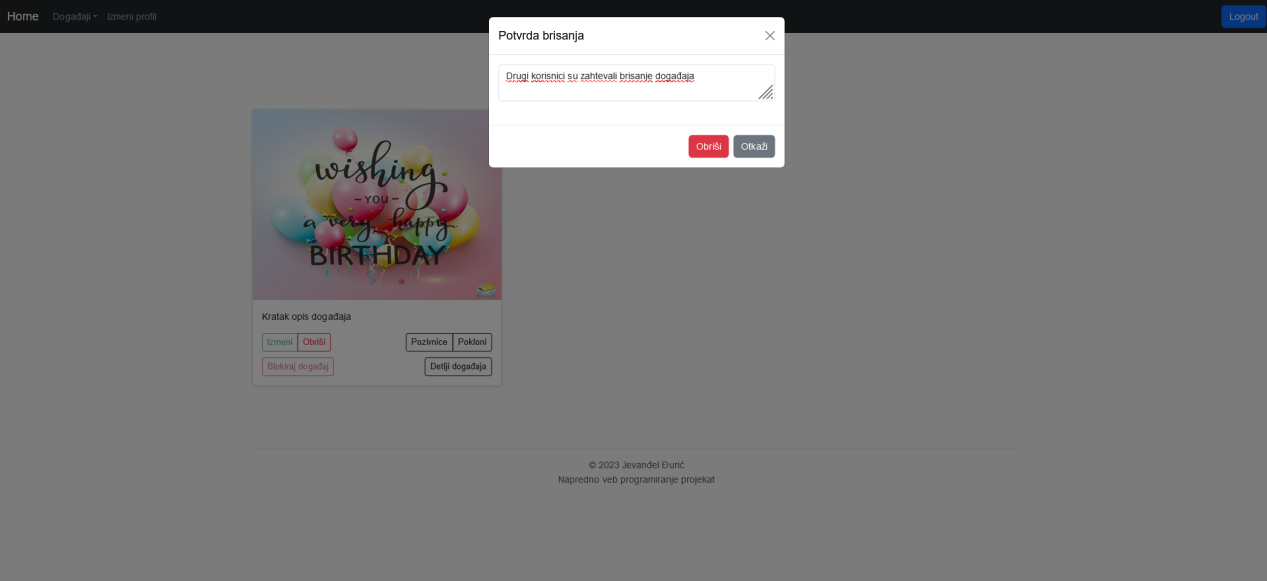 Home Događaji Izmeni profil Logout
Potvrda brisanja
Drugi korisnici su zahtevali brisanje događaja
Obriši Otkaži
wishing
- YOU -
a very happy
BIRTHDAY
Kratak opis događaja
Izmeni Obriši Pozivnice Pokloni
Blokiraj događaj Detlji događaja
© 2023 Jevanđel Đurić
Napredno veb programiranje projekat